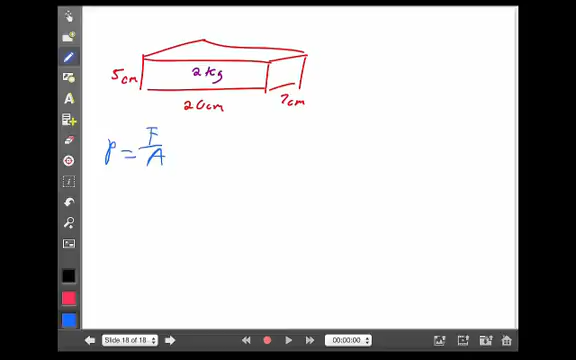 5cm
2kg
20cm
7cm
P = F
A
Slide 18 of 18
00:00:00